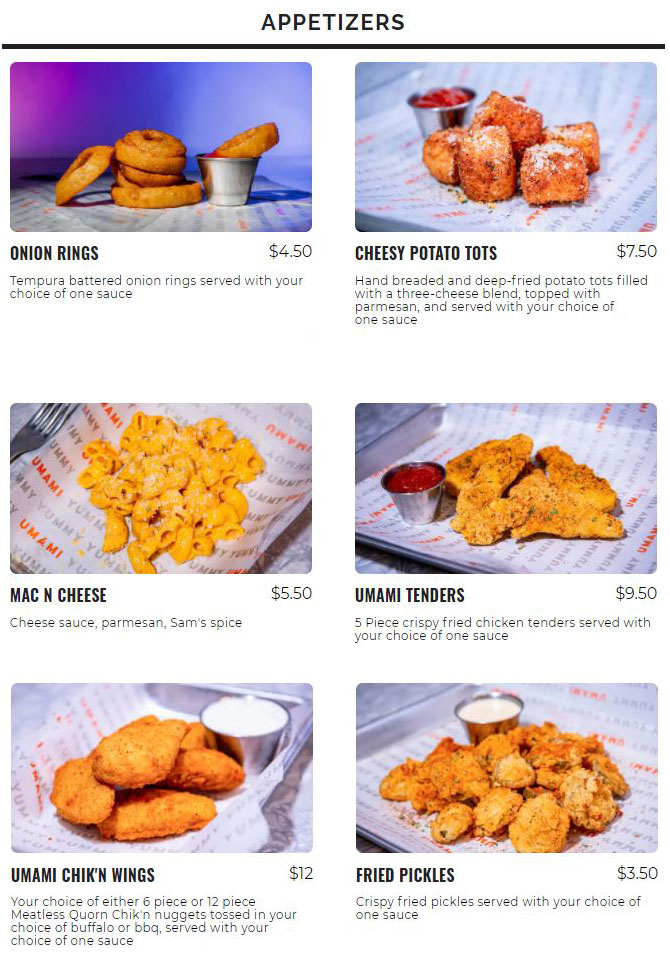 APPETIZERS
ONION RINGS $4.50
Tempura battered onion rings served with your
choice of one sauce
CHEESY POTATO TOTS $7.50
Hand breaded and deep-fried potato tots filled
with a three-cheese blend, topped with
parmesan, and served with your choice of
one sauce
UMAMI
YUMMY
UMAMI
YUMMY
MAC N CHEESE $5.50
Cheese sauce, parmesan, Sam's spice
UMAMI TENDERS $9.50
5 Piece crispy fried chicken tenders served with
your choice of one sauce
UMAMI CHIK'N WINGS $12
Your choice of either 6 piece or 12 piece
Meatless Quorn Chik'n nuggets tossed in your
choice of buffalo or bbq, served with your
choice of one sauce
FRIED PICKLES $3.50
Crispy fried pickles served with your choice of
one sauce